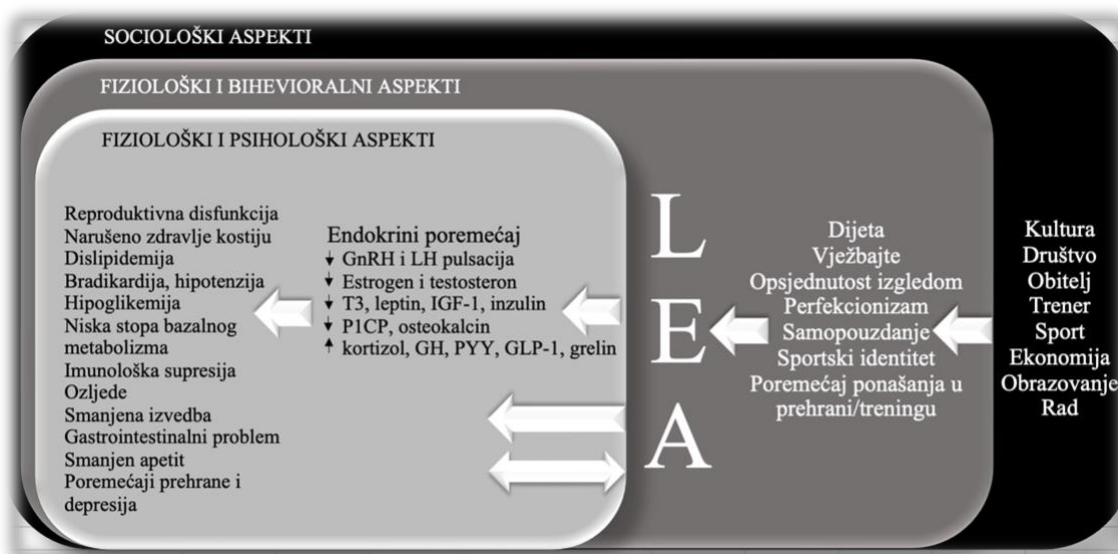 SOCIOLOŠKI ASPEKTI
FIZIOLOŠKI I BIHEVIORALNI ASPEKTI
FIZIOLOŠKI I PSIHOLOŠKI ASPEKTI
Reproduktivna disfunkcija
Narušeno zdravlje kostiju
Dislipidemija
Bradikardija, hipotenzija
Hipoglikemija
Niska stopa bazalnog
metabolizma
Imunološka supresija
Ozljede
Smanjena izvedba
Gastrointestinalni problem
Smanjen apetit
Poremećaji prehrane i
depresija
Endokrini poremećaj
↓ GnRH i LH pulsacija
↓ Estrogen i testosteron
↓ T3, leptin, IGF-1, inzulin
↓ P1CP, osteokalcin
↑ kortizol, GH, PYY, GLP-1, grelin
L
E
A
Dijeta
Vježbajte
Opsjednutost izgledom
Perfekcionizam
Samopouzdanje
Sportski identitet
Poremećaj ponašanja u
prehrani/treningu
Kultura
Društvo
Obitelj
Trener
Sport
Ekonomija
Obrazovanje
Rad